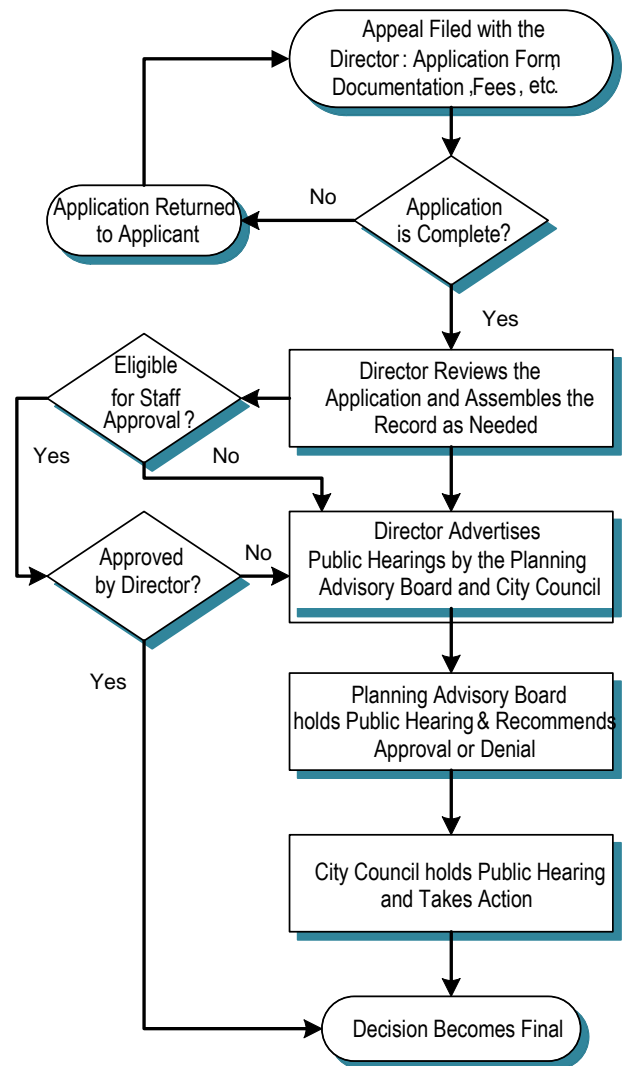 Appeal Filed with the
Director : Application Form,
Documentation ,Fees , etc.
No
Application Returned
to Applicant
Application
is Complete?
Yes
Eligible
for Staff
Approval ?
Director Reviews the
Application and Assembles the
Record as Needed
Yes
No
Approved
by Director?
No
Director Advertises
Public Hearings by the Planning
Advisory Board and City Council
Yes
Planning Advisory Board
holds Public Hearing & Recommends
Approval or Denial
City Council holds Public Hearing
and Takes Action
Decision Becomes Final